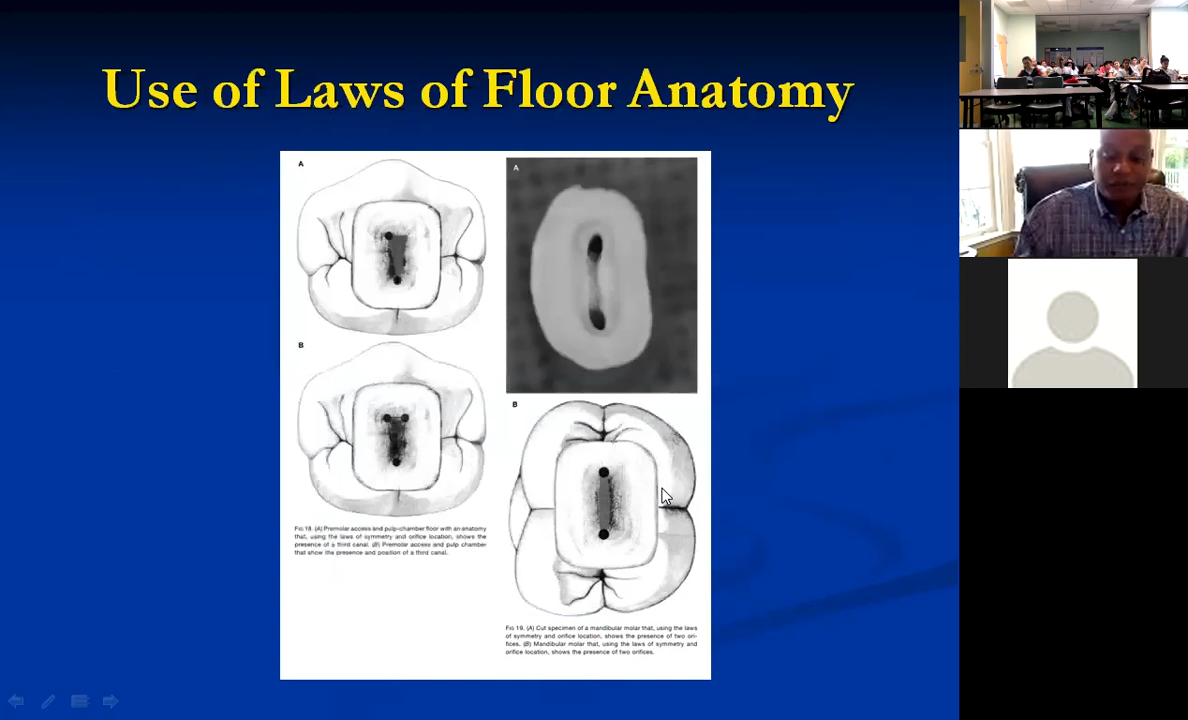 Use of Laws of Floor Anatomy
A
B
FIG 18. (A) Premolar access and pulp-chamber floor with an anatomy
that, using the laws of symmetry and orifice location, shows the
presence of a third canal. (B) Premolar access and pulp chamber
that show the presence and position of a third canal.
A
B
FIG 19. (A) Cut specimen of a mandibular molar that, using the laws
of symmetry and orifice location, shows the presence of two ori-
fices. (B) Mandibular molar that, using the laws of symmetry and
orifice location, shows the presence of two orifices.